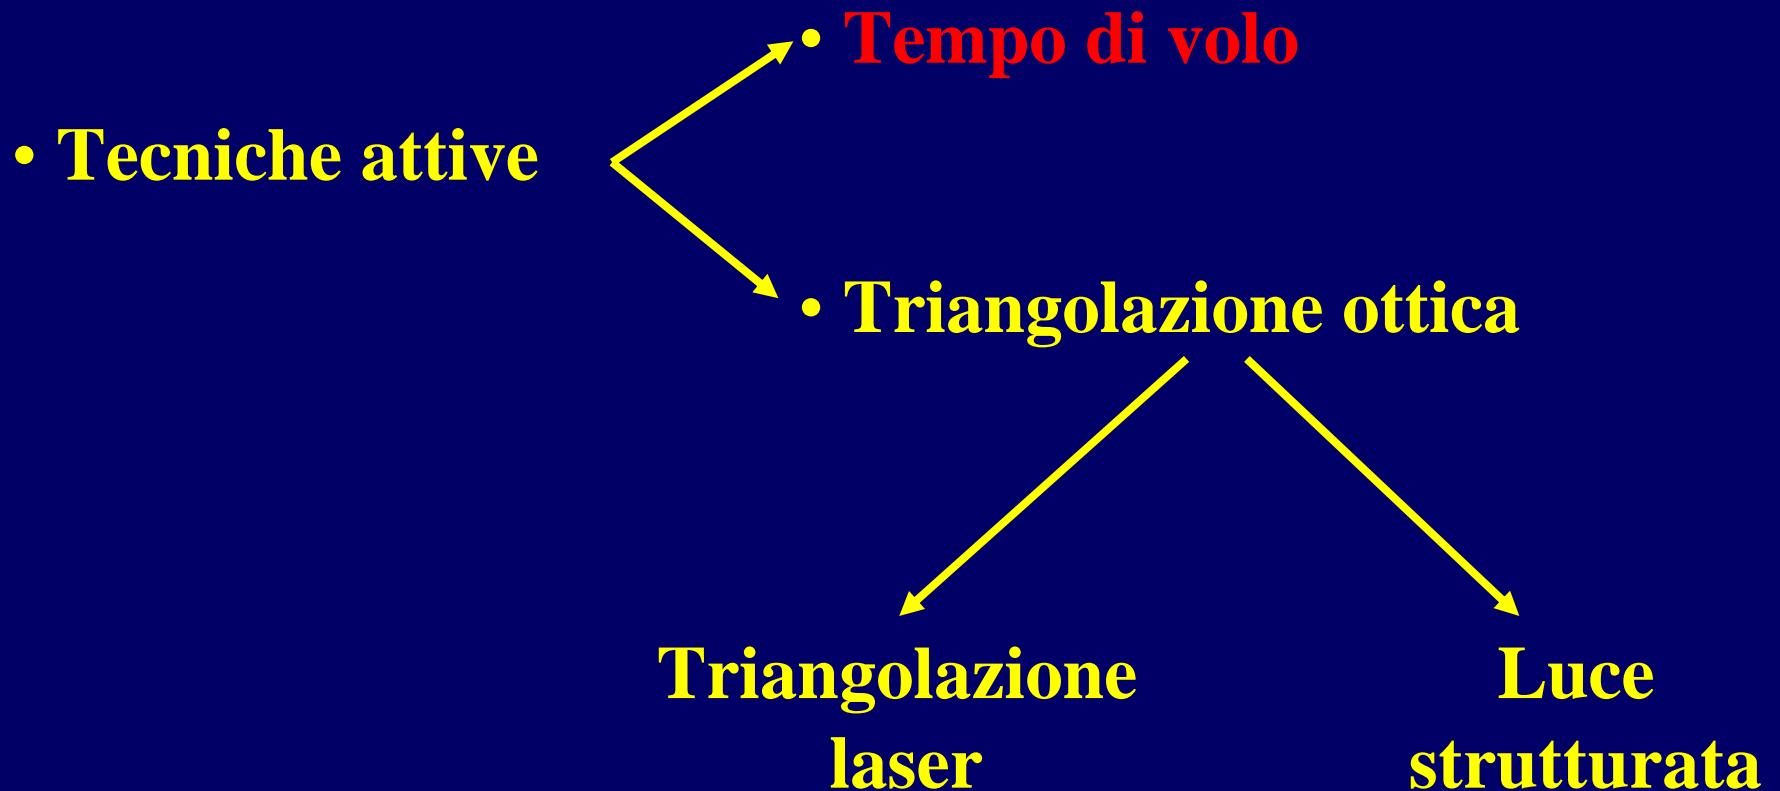 • Tempo di volo
• Tecniche attive
• Triangolazione ottica
Triangolazione
laser
Luce
strutturata